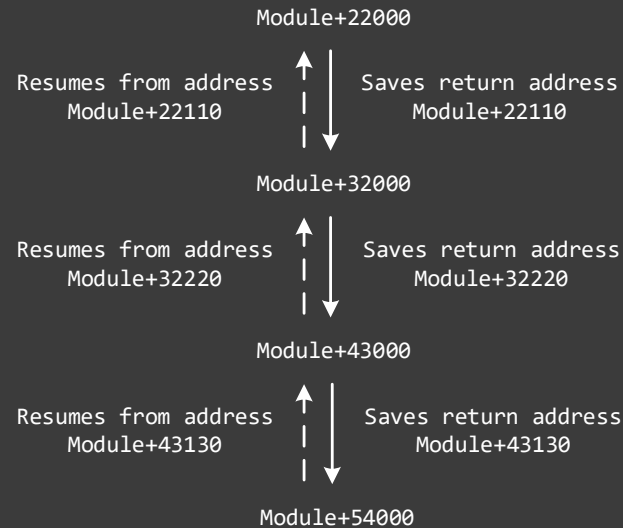 Module+22000
Resumes from address
Module+22110
Saves return address
Module+22110
Module+32000
Resumes from address
Module+32220
Saves return address
Module+32220
Module+43000
Resumes from address
Module+43130
Saves return address
Module+43130
Module+54000